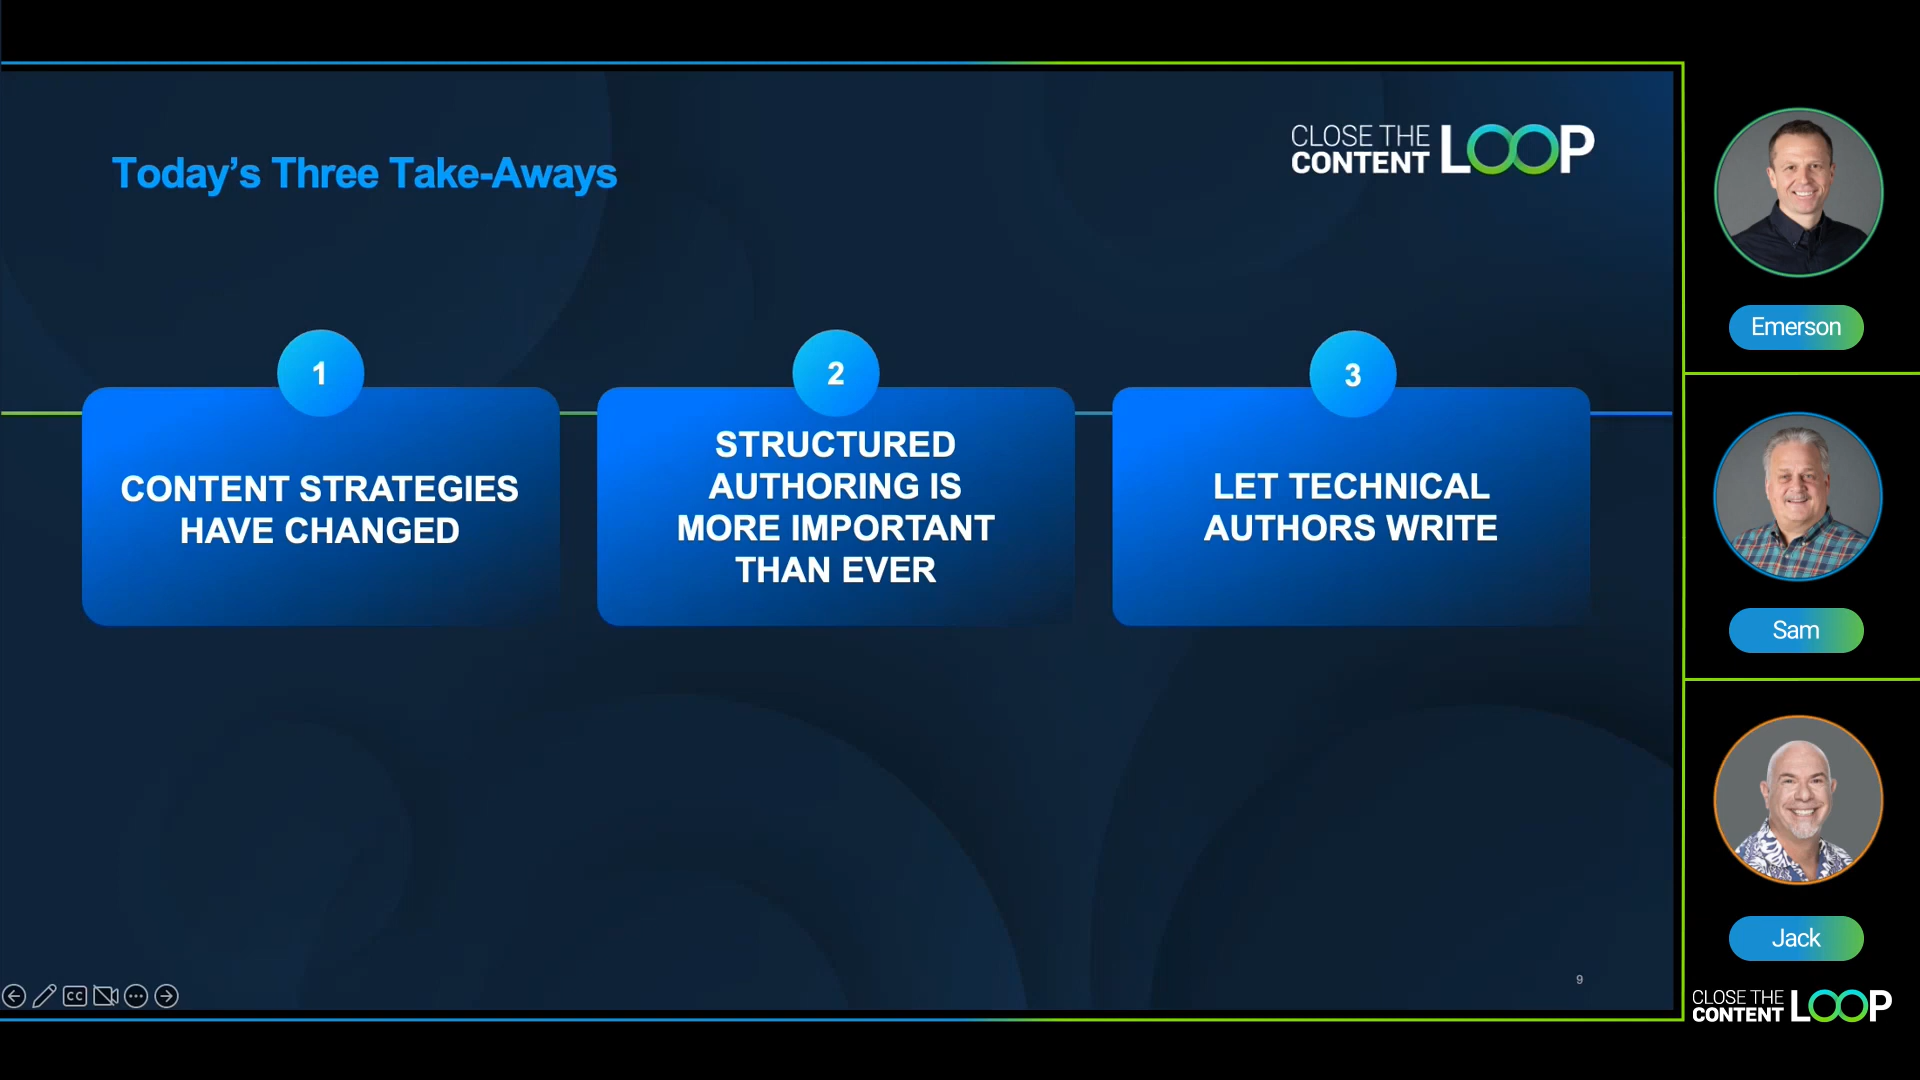 Today's Three Take-Aways
CLOSE THE
CONTENT LOOP
1
CONTENT STRATEGIES
HAVE CHANGED
2
STRUCTURED
AUTHORING IS
MORE IMPORTANT
THAN EVER
3
LET TECHNICAL
AUTHORS WRITE
CC
9
Emerson
Sam
Jack
CLOSE THE
CONTENT LOOP